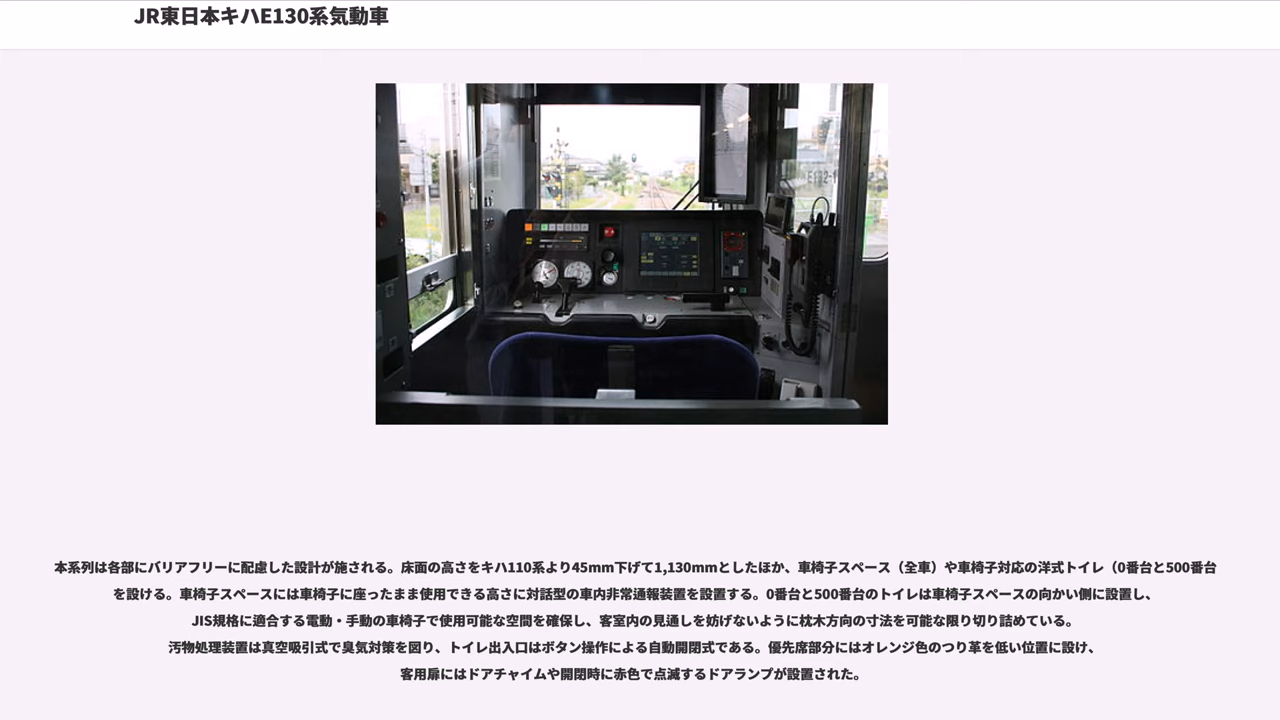 JR東日本キハE130系気動車
本系列は各部にバリアフリーに配慮した設計が施される。床面の高さをキハ110系より45mm下げて1,130mmとしたほか、車椅子スペース（全車）や車椅子対応の洋式トイレ（0番台と500番台
を設ける。車椅子スペースには車椅子に座ったまま使用できる高さに対話型の車内非常通報装置を設置する。0番台と500番台のトイレは車椅子スペースの向かい側に設置し、
JIS規格に適合する電動・手動の車椅子で使用可能な空間を確保し、客室内の見通しを妨げないように枕木方向の寸法を可能な限り切り詰めている。
汚物処理装置は真空吸引式で臭気対策を図り、トイレ出入口はボタン操作による自動開閉式である。優先席部分にはオレンジ色のつり革を低い位置に設け、
客用扉にはドアチャイムや開閉時に赤色で点滅するドアランプが設置された。